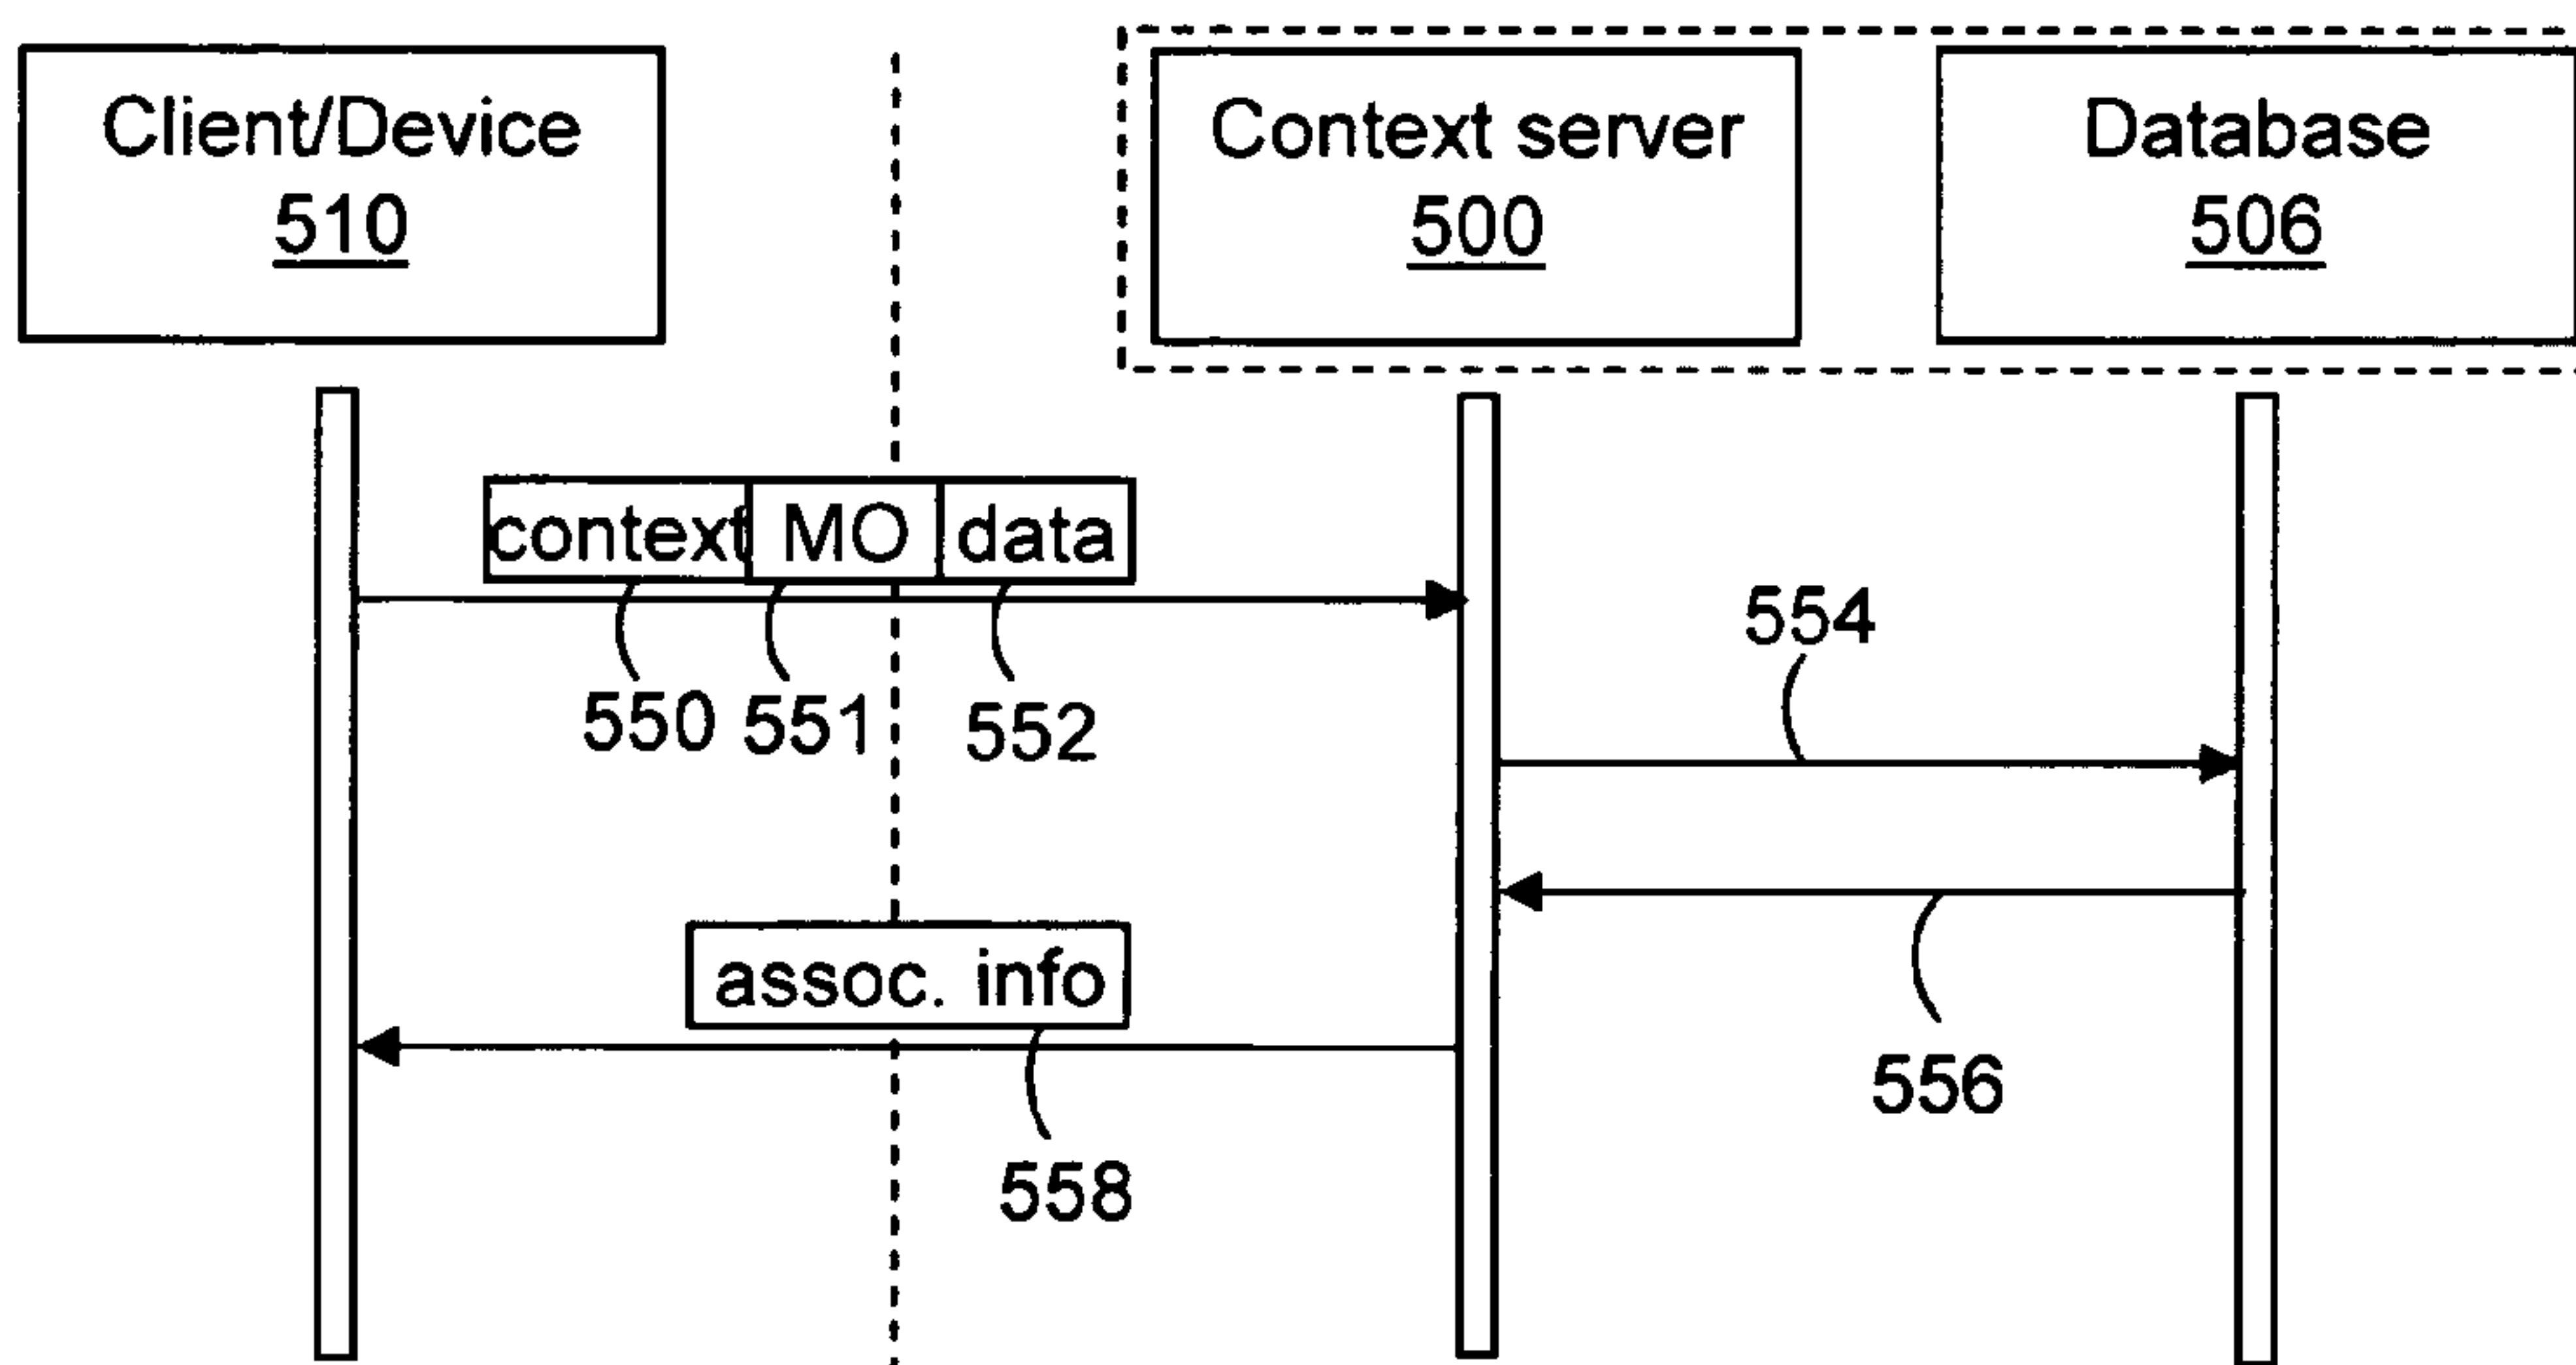 Client/Device
510
Context server
500
Database
506
context MO data
550 551 552
554
556
assoc. info
558